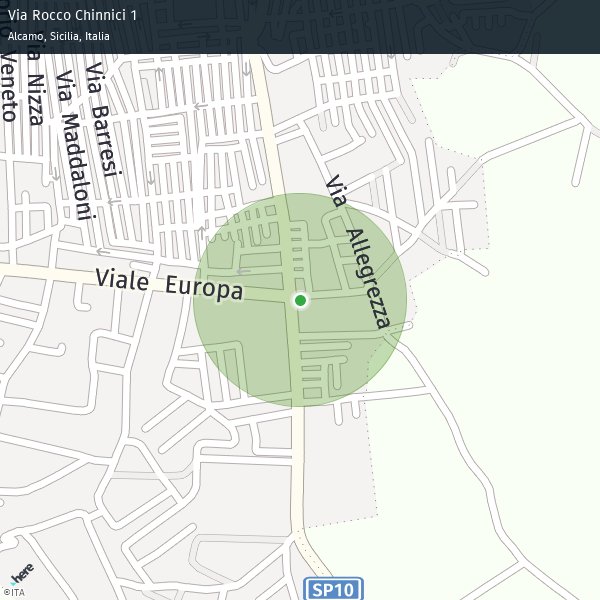 Via Rocco Chinnici 1
Alcamo, Sicilia, Italia
Veneto
Via Nizza
Via Maddaloni
Via Barresi
Via Allegrezza
Viale Europa
SP10
here
©ITA